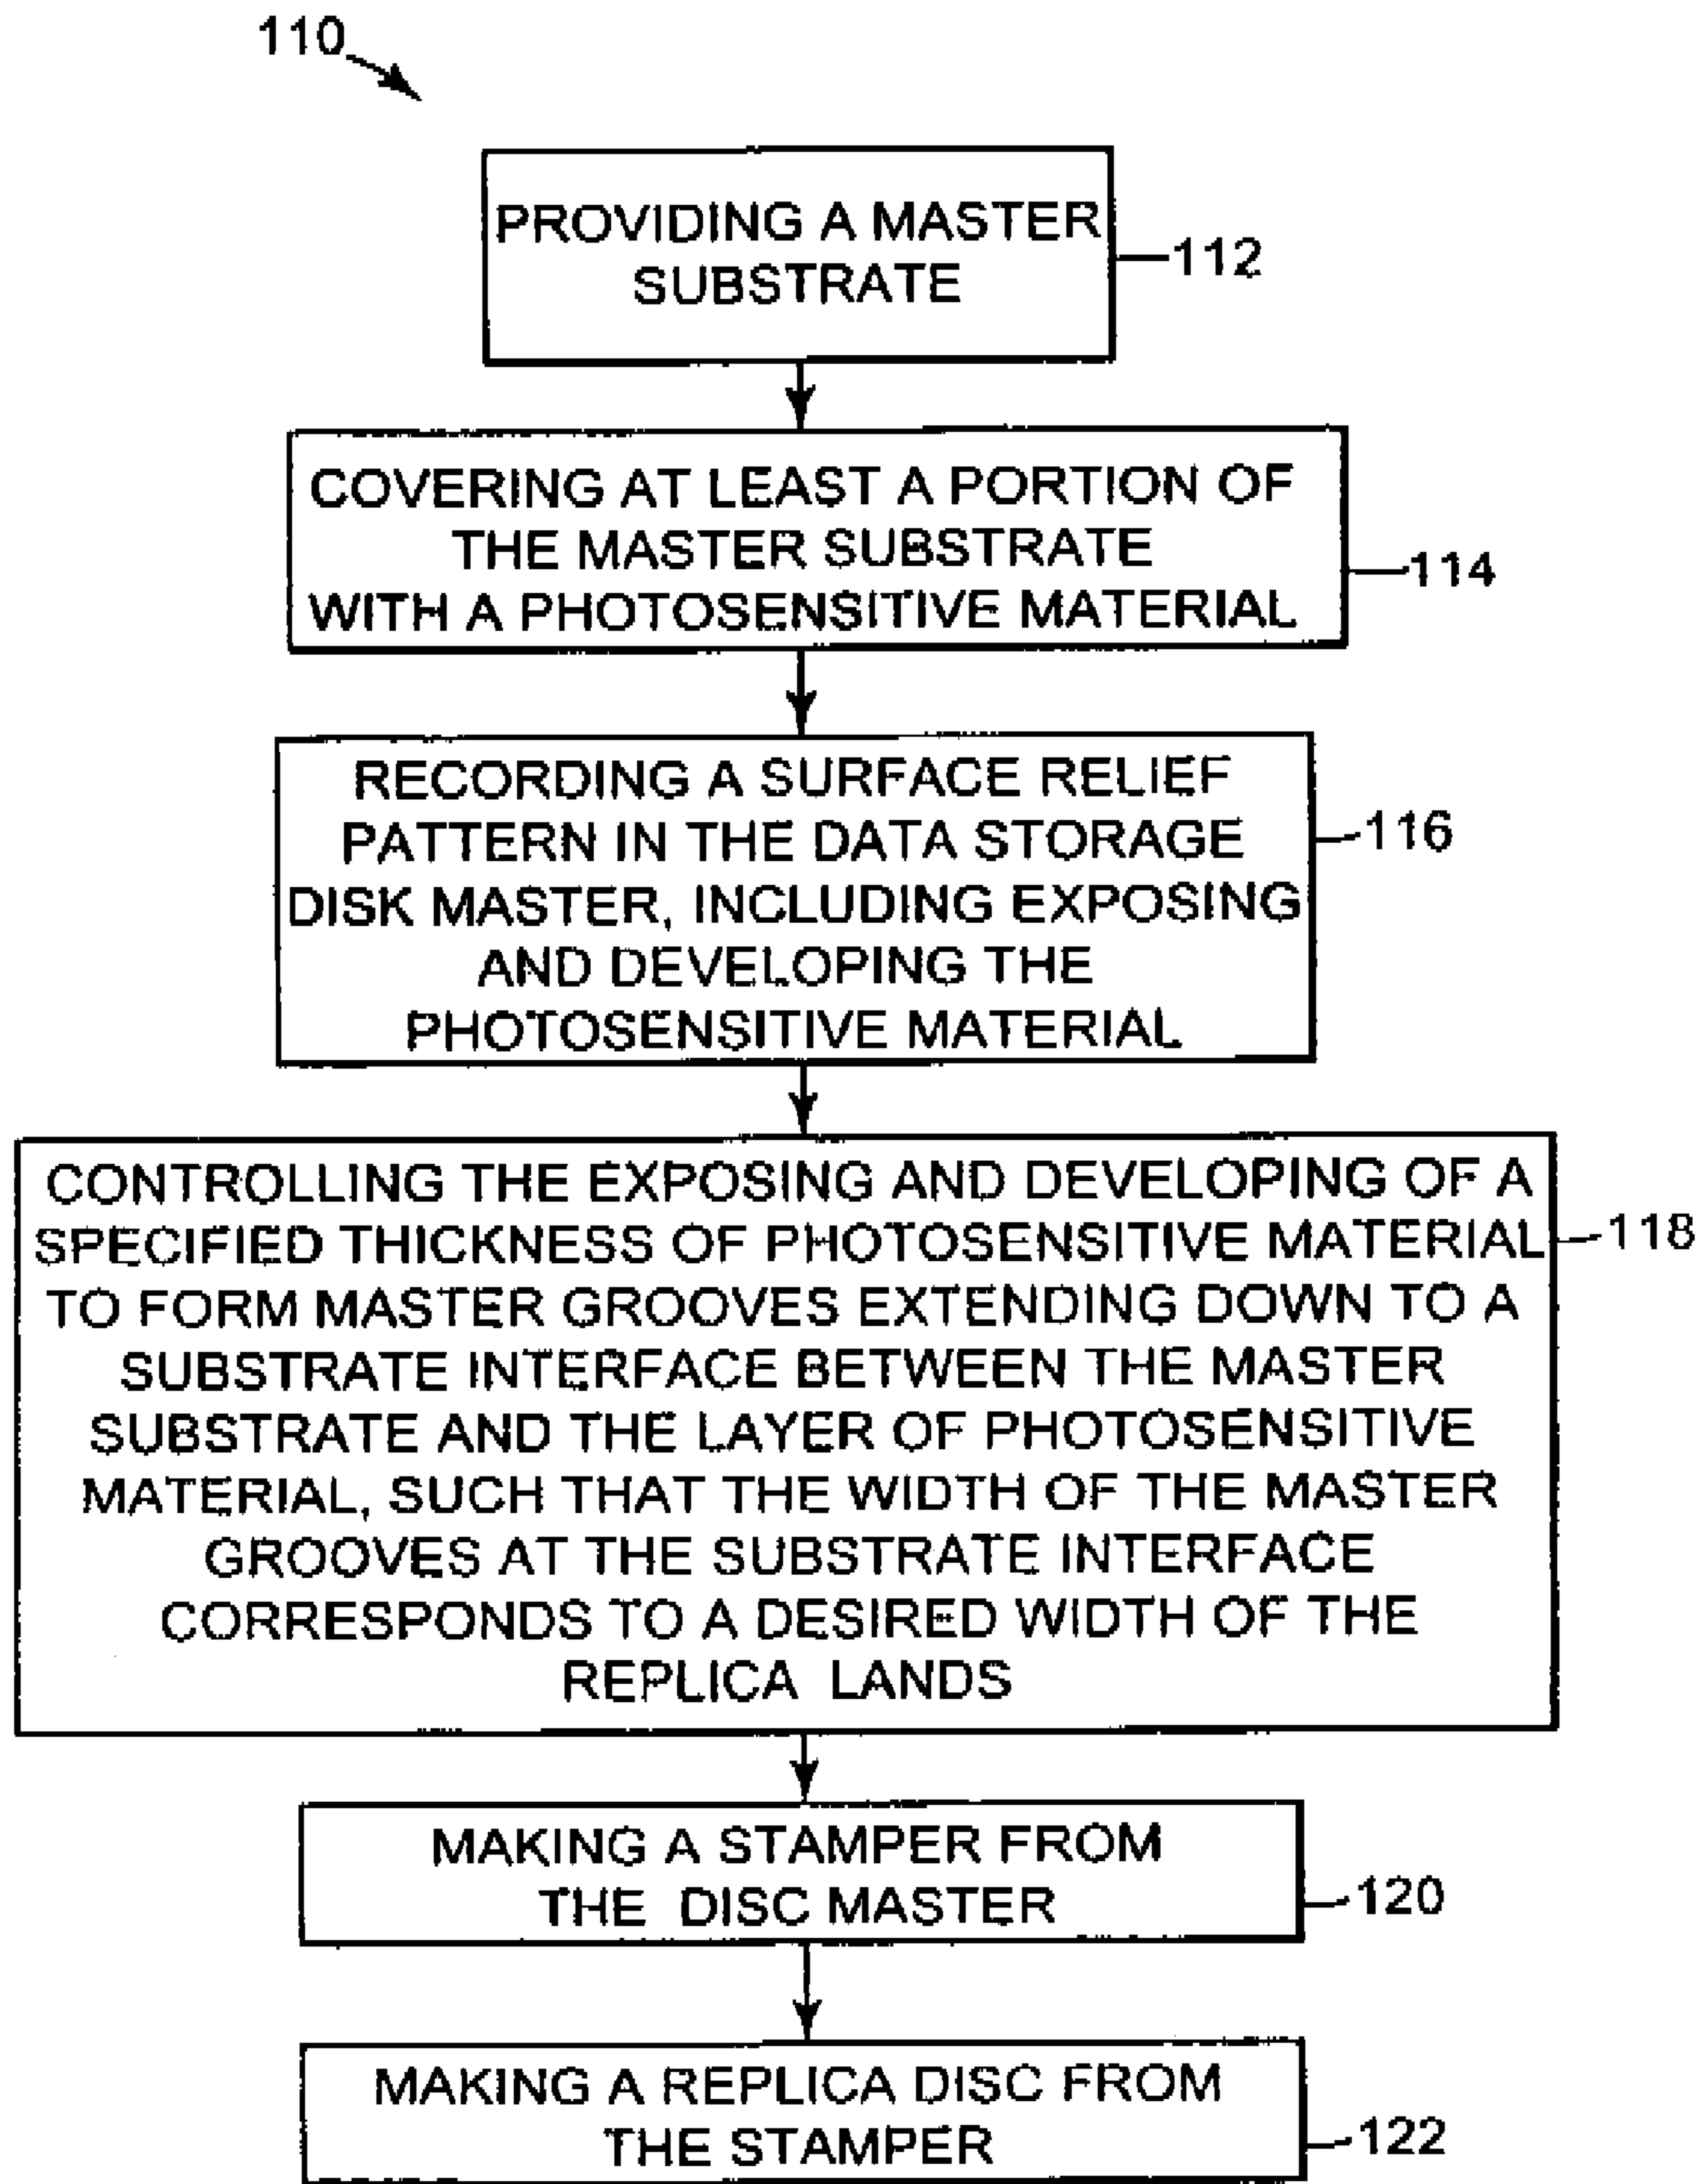 110
PROVIDING A MASTER
SUBSTRATE
112
COVERING AT LEAST A PORTION OF
THE MASTER SUBSTRATE
WITH A PHOTOSENSITIVE MATERIAL
114
RECORDING A SURFACE RELIEF
PATTERN IN THE DATA STORAGE
DISK MASTER, INCLUDING EXPOSING
AND DEVELOPING THE
PHOTOSENSITIVE MATERIAL
116
CONTROLLING THE EXPOSING AND DEVELOPING OF A
SPECIFIED THICKNESS OF PHOTOSENSITIVE MATERIAL
TO FORM MASTER GROOVES EXTENDING DOWN TO A
SUBSTRATE INTERFACE BETWEEN THE MASTER
SUBSTRATE AND THE LAYER OF PHOTOSENSITIVE
MATERIAL, SUCH THAT THE WIDTH OF THE MASTER
GROOVES AT THE SUBSTRATE INTERFACE
CORRESPONDS TO A DESIRED WIDTH OF THE
REPLICA LANDS
118
MAKING A STAMPER FROM
THE DISC MASTER
120
MAKING A REPLICA DISC FROM
THE STAMPER
122